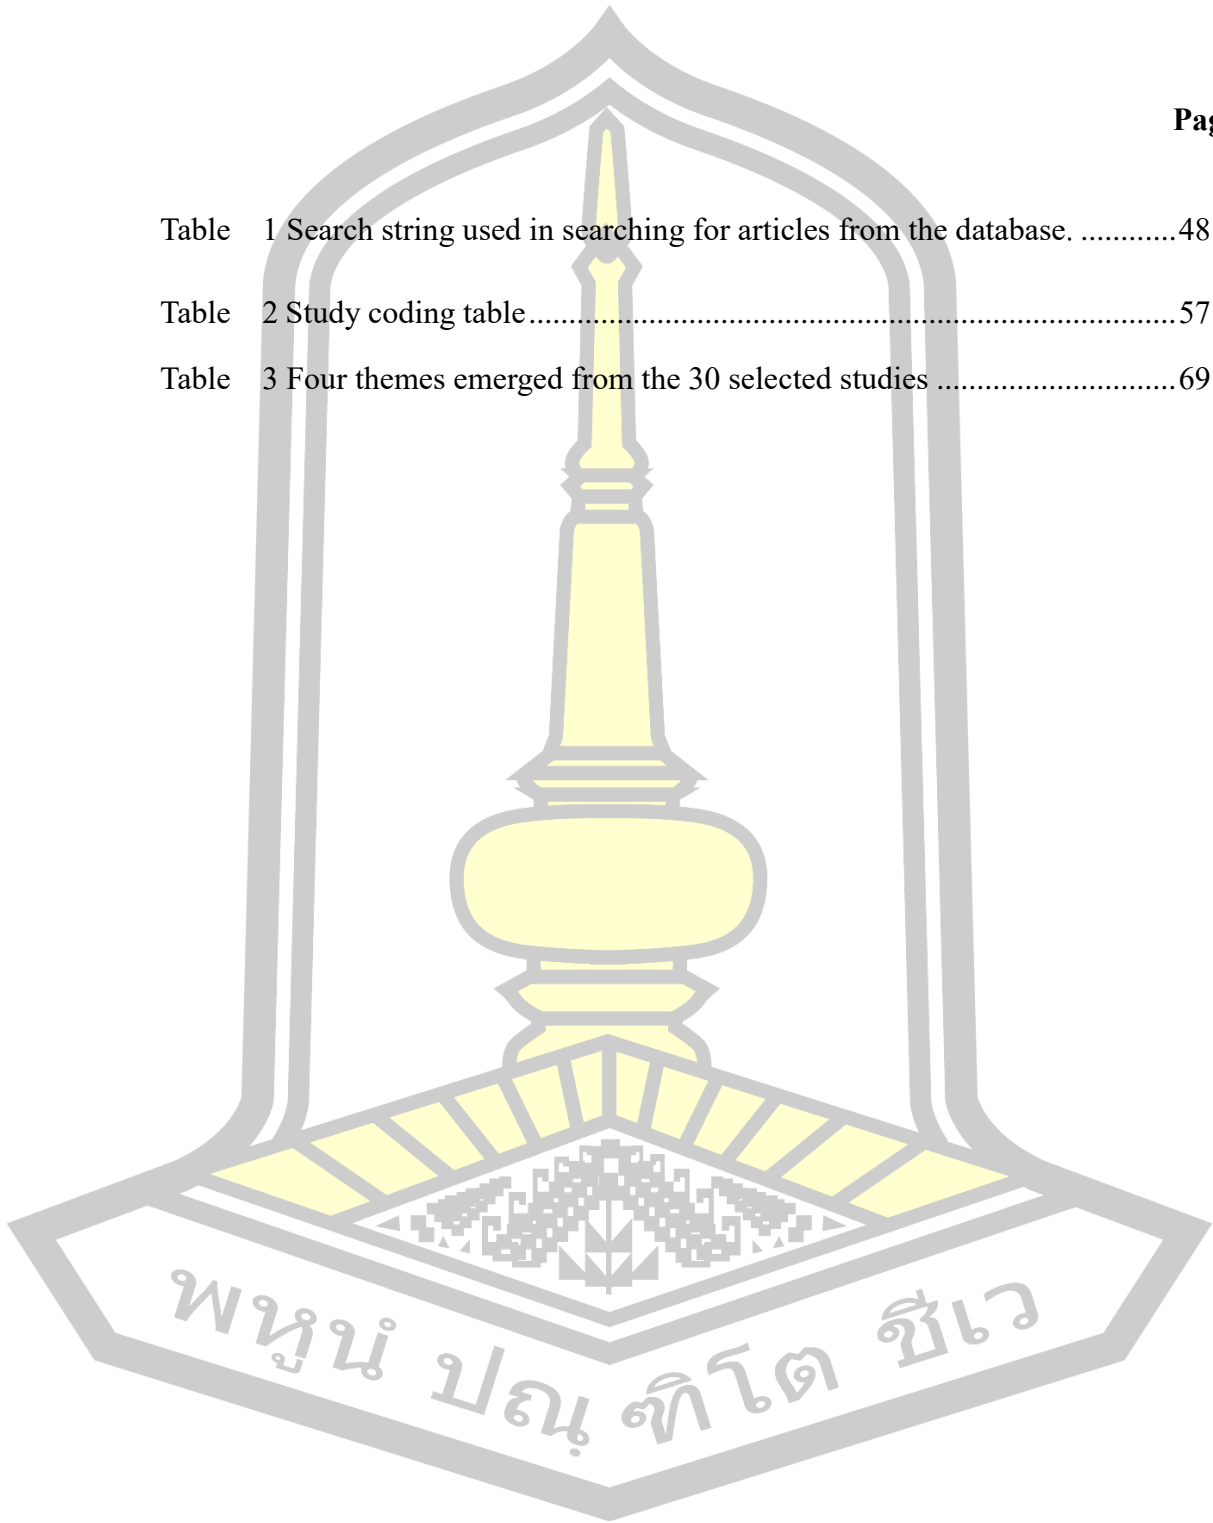 Pag
Table 1 Search string used in searching for articles from the database. ............48
Table 2 Study coding table................................................................................57
Table 3 Four themes emerged from the 30 selected studies .............................69
พหูนํ ปณฺฑิโต ชีเว